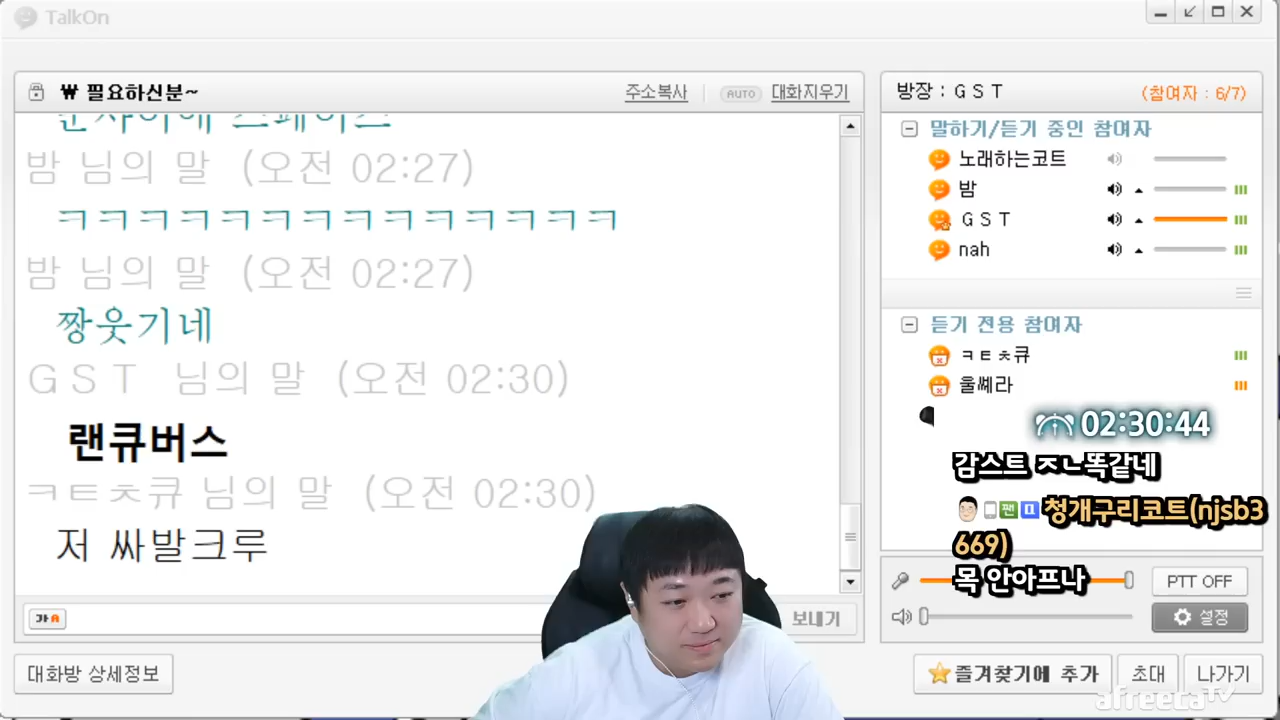 TalkOn
₩ 필요하신분~
주소복사
AUTO
대화지우기
밤 님의 말 (오전 02:27)
ㅋㅋㅋㅋㅋㅋㅋㅋㅋㅋㅋㅋㅋㅋ
밤 님의 말 (오전 02:27)
짱웃기네
G S T 님의 말 (오전 02:30)
랜큐버스
ㅋㅌㅊ큐 님의 말 (오전 02:30)
저 싸발크루
가A
보내기
대화방 상세정보
방장 : G S T
(참여자 : 6/7)
말하기/듣기 중인 참여자
노래하는코트
밤
G S T
nah
듣기 전용 참여자
ㅋㅌㅊ큐
울쎄라
02:30:44
감스트 ㅈㄴ똑같네
팬
청개구리코트(njsb3
669)
목 안아프나
PTT OFF
설정
즐겨찾기에 추가
초대
나가기
afreecaTV